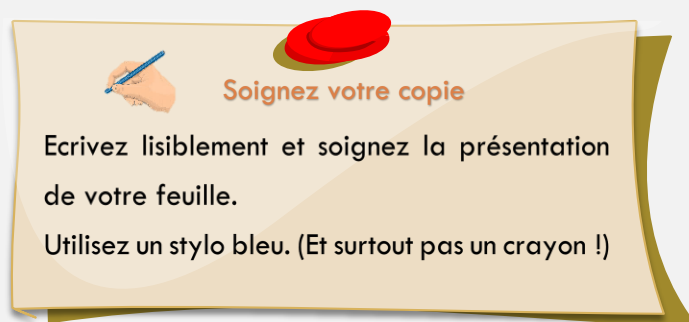 Soignez votre copie
Ecrivez lisiblement et soignez la présentation
de votre feuille.
Utilisez un stylo bleu. (Et surtout pas un crayon !)